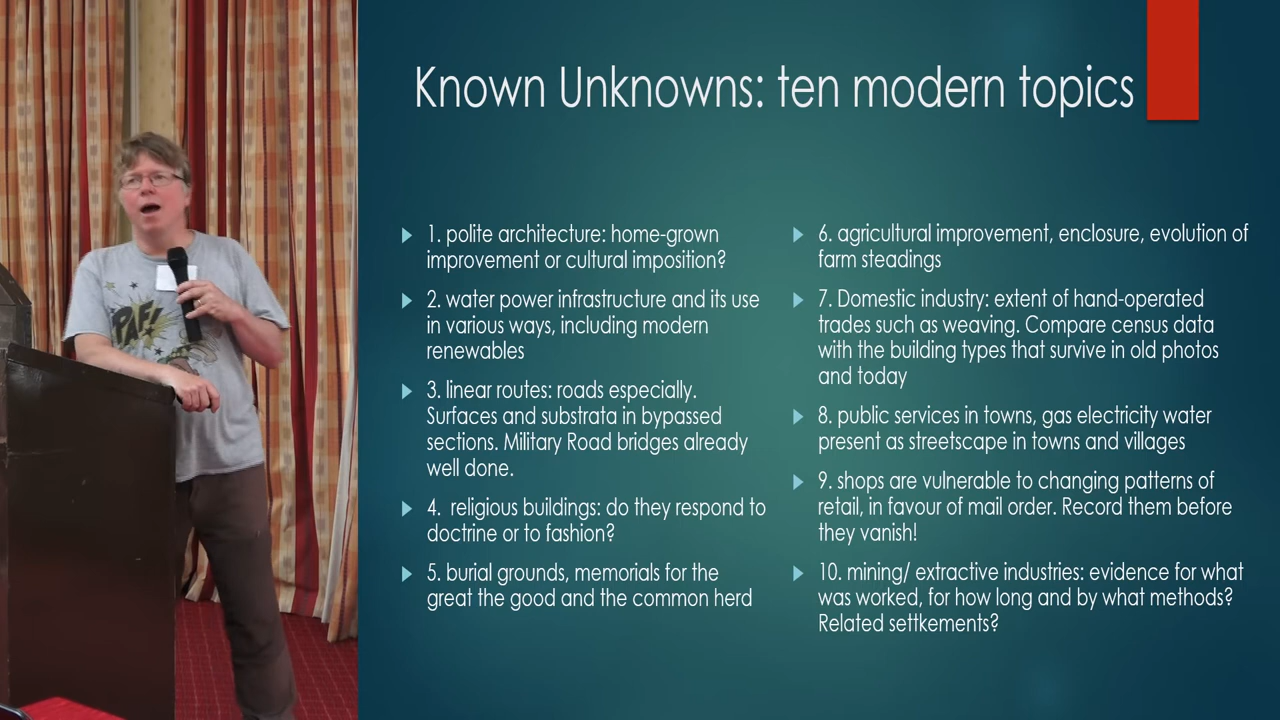 Known Unknowns: ten modern topics
1. polite architecture: home-grown
improvement or cultural imposition?
2. water power infrastructure and its use
in various ways, including modern
renewables
3. linear routes: roads especially.
Surfaces and substrata in bypassed
sections. Military Road bridges already
well done.
4. religious buildings: do they respond to
doctrine or to fashion?
5. burial grounds, memorials for the
great the good and the common herd
6. agricultural improvement, enclosure, evolution of
farm steadings
7. Domestic industry: extent of hand-operated
trades such as weaving. Compare census data
with the building types that survive in old photos
and today
8. public services in towns, gas electricity water
present as streetscape in towns and villages
9. shops are vulnerable to changing patterns of
retail, in favour of mail order. Record them before
they vanish!
10. mining/ extractive industries: evidence for what
was worked, for how long and by what methods?
Related settkements?
PAF!